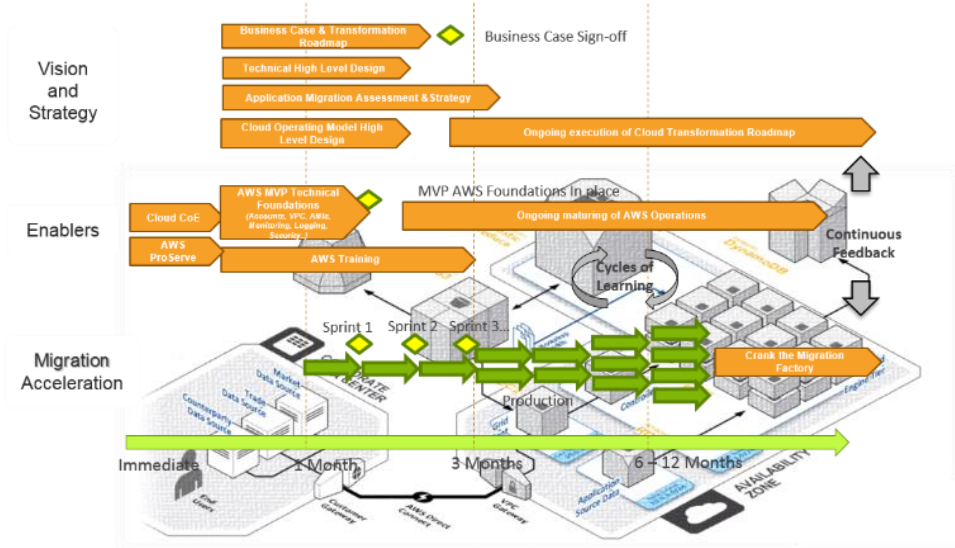 Vision
and
Strategy
Business Case & Transformation
Roadmap
Business Case Sign-off
Technical High Level Design
Application Migration Assessment & Strategy
Cloud Operating Model High
Level Design
Ongoing execution of Cloud Transformation Roadmap
Enablers
Cloud CoE
AWS MVP Technical
Foundations
(Accounts, VPC, AMIs,
Monitoring, Logging,
Security...)
MVP AWS Foundations In place
Ongoing maturing of AWS Operations
AWS
ProServe
AWS Training
Continuous
Feedback
Cycles of
Learning
DynamoDB
Migration
Acceleration
Sprint 1
Sprint 2
Sprint 3...
Crank the Migration
Factory
Production
Market
Data Source
Trade
Data Source
Counterparty
Data Source
Engine Tier
Immediate
1 Month
3 Months
6 – 12 Months
End
Users
Customer
Gateway
AWS Direct
Connect
VPC
Gateway
Application
Source Data
AVAILABILITY
ZONE